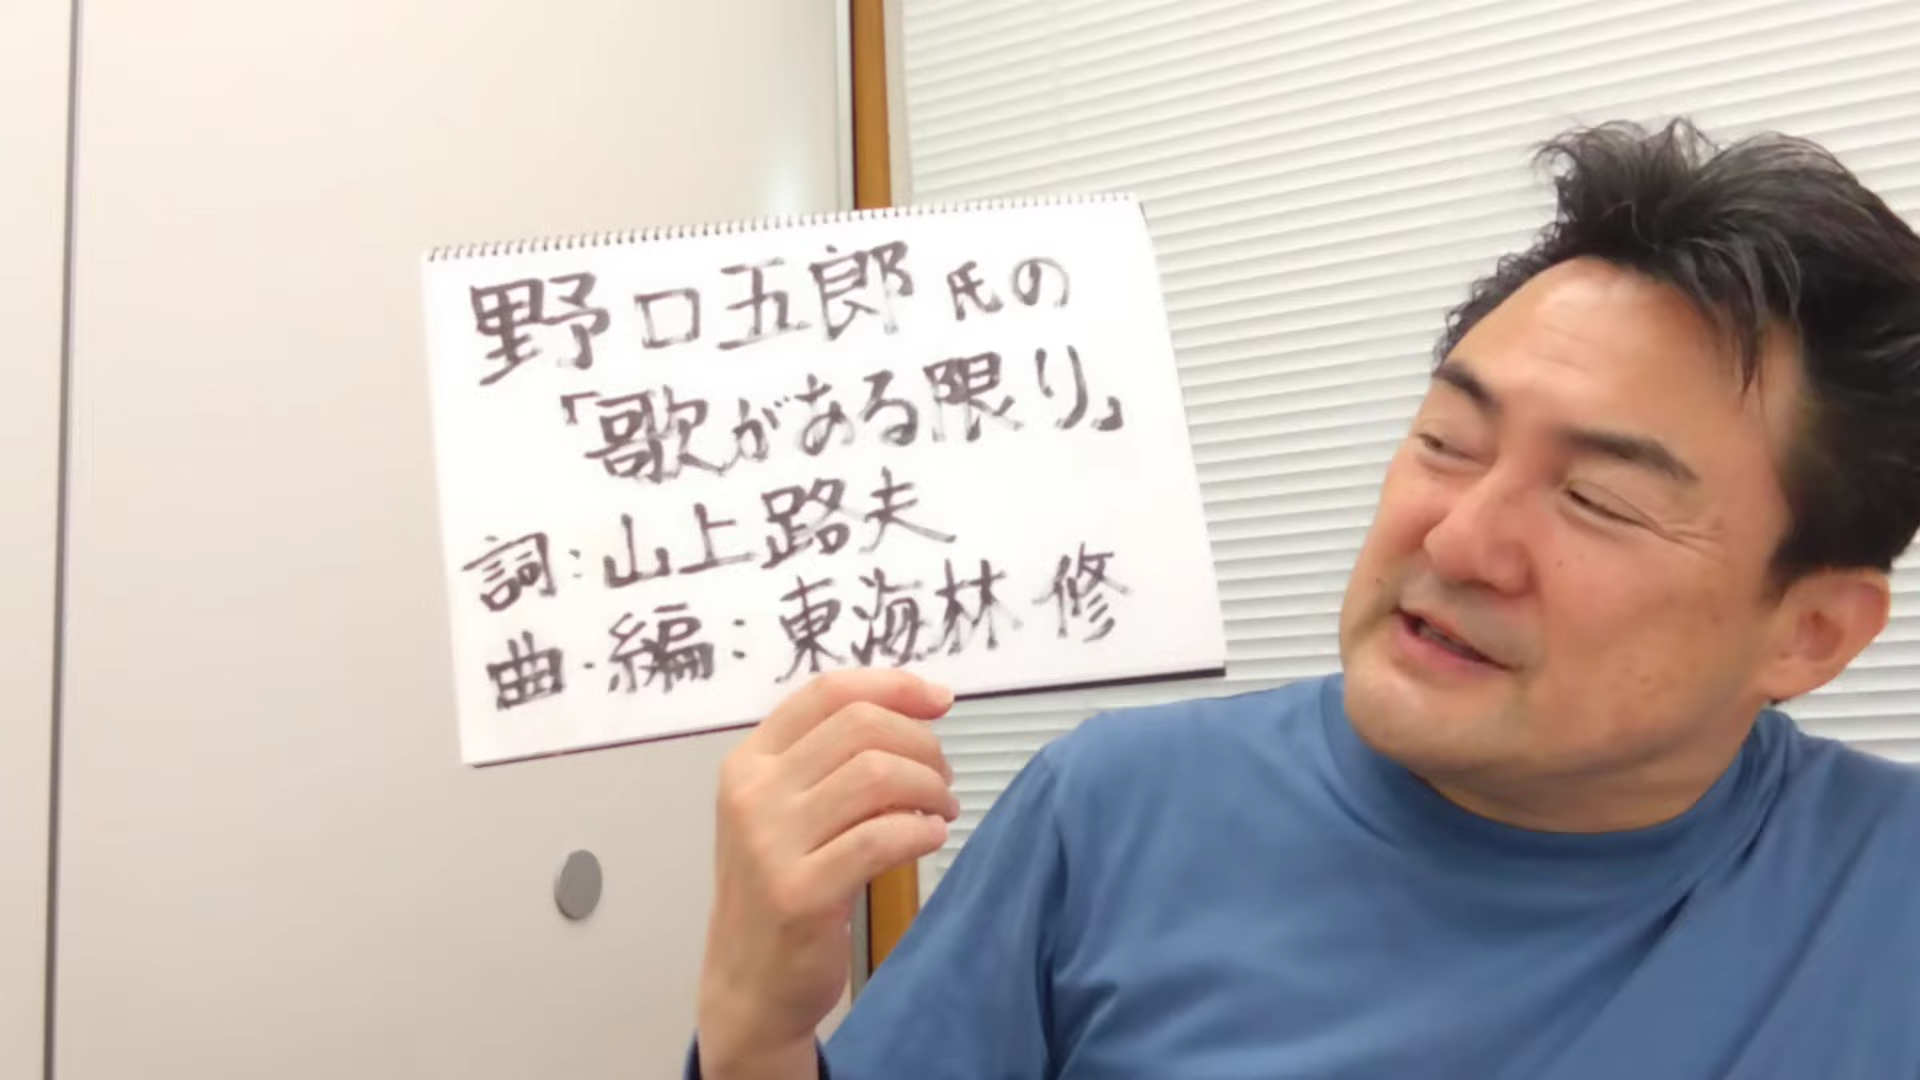 野口五郎氏の
「歌がある限り」
詞:山上路夫
曲・編:東海林 修